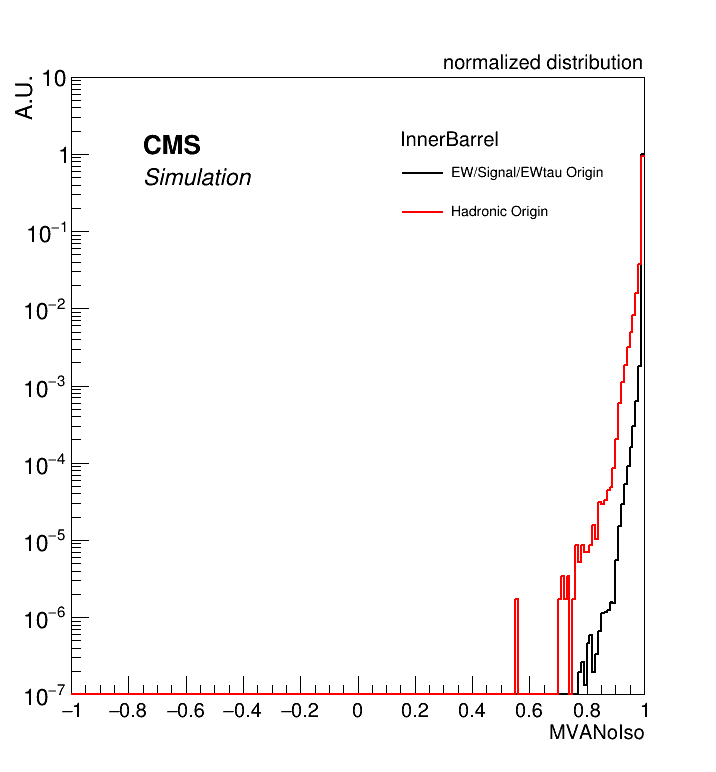 normalized distribution
A.U.
10
1
10⁻¹
10⁻²
10⁻³
10⁻⁴
10⁻⁵
10⁻⁶
10⁻⁷
CMS
Simulation
InnerBarrel
EW/Signal/EWtau Origin
Hadronic Origin
−1 −0.8 −0.6 −0.4 −0.2 0 0.2 0.4 0.6 0.8 1
MVANoIso